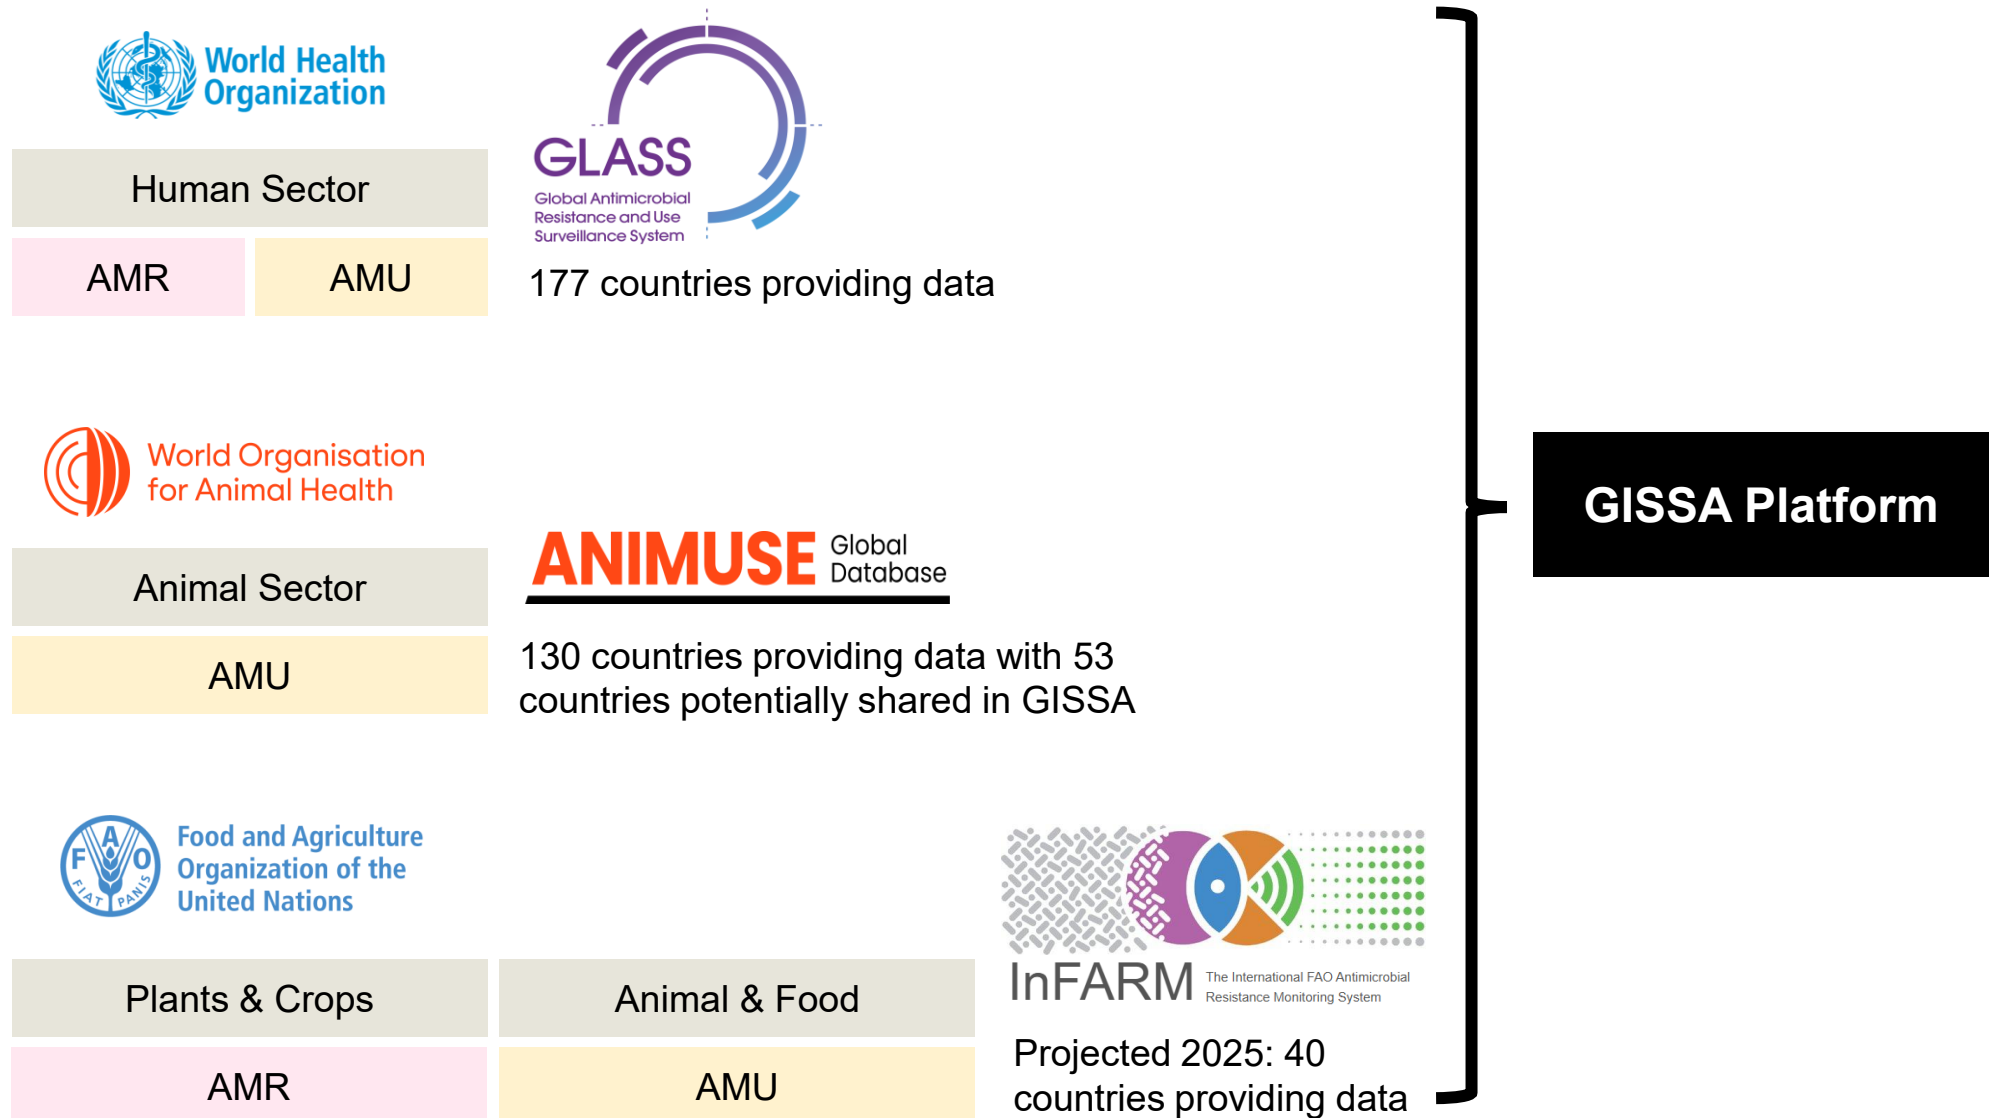 World Health
Organization
Human Sector
AMR
AMU
GLASS
Global Antimicrobial
Resistance and Use
Surveillance System
177 countries providing data
World Organisation
for Animal Health
Animal Sector
AMU
ANIMUSE Global
Database
130 countries providing data with 53
countries potentially shared in GISSA
F A O
FIAT PANIS
Food and Agriculture
Organization of the
United Nations
Plants & Crops
AMR
Animal & Food
AMU
InFARM
The International FAO Antimicrobial
Resistance Monitoring System
Projected 2025: 40
countries providing data
GISSA Platform